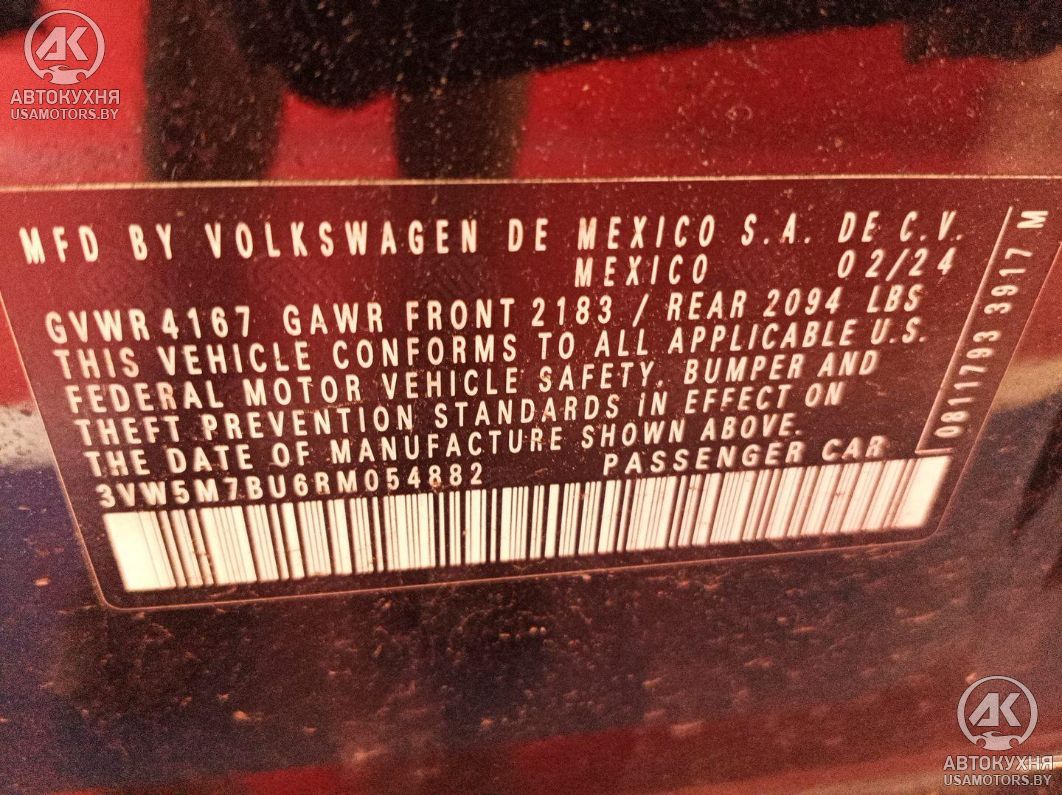 AK
АВТОКУХНЯ
USAMOTORS.BY
MFD BY VOLKSWAGEN DE MEXICO S.A. DE C.V.
MEXICO 02/24
GVWR 4167 GAWR FRONT 2183 / REAR 2094 LBS
THIS VEHICLE CONFORMS TO ALL APPLICABLE U.S.
FEDERAL MOTOR VEHICLE SAFETY, BUMPER AND
THEFT PREVENTION STANDARDS IN EFFECT ON
THE DATE OF MANUFACTURE SHOWN ABOVE.
3VW5M7BU6RM054882 PASSENGER CAR
0811793 3917 M
AK
АВТОКУХНЯ
USAMOTORS.BY